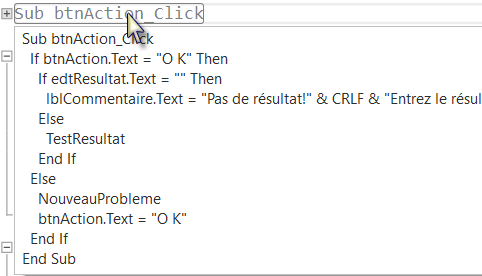 Sub btnAction_Click
Sub btnAction_Click
If btnAction.Text = "O K" Then
If edtResultat.Text = "" Then
lblCommentaire.Text = "Pas de résultat!" & CRLF & "Entrez le résul
Else
TestResultat
End If
Else
NouveauProbleme
btnAction.Text = "O K"
End If
End Sub